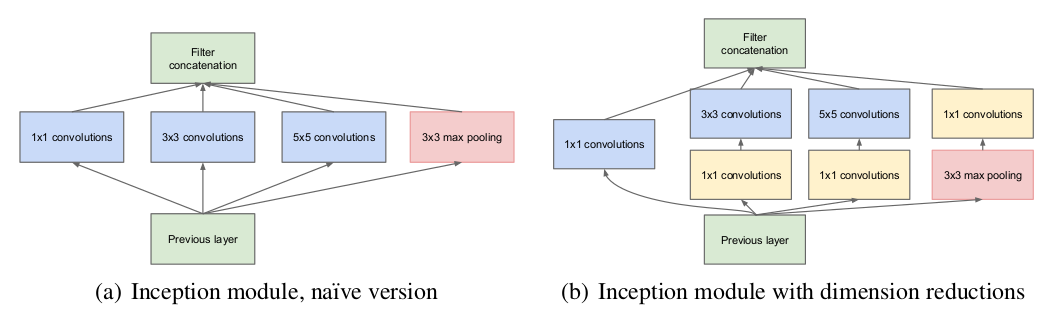 Filter
concatenation
1x1 convolutions
3x3 convolutions
5x5 convolutions
3x3 max pooling
Previous layer
(a) Inception module, naïve version
Filter
concatenation
3x3 convolutions
5x5 convolutions
1x1 convolutions
1x1 convolutions
1x1 convolutions
1x1 convolutions
3x3 max pooling
Previous layer
(b) Inception module with dimension reductions